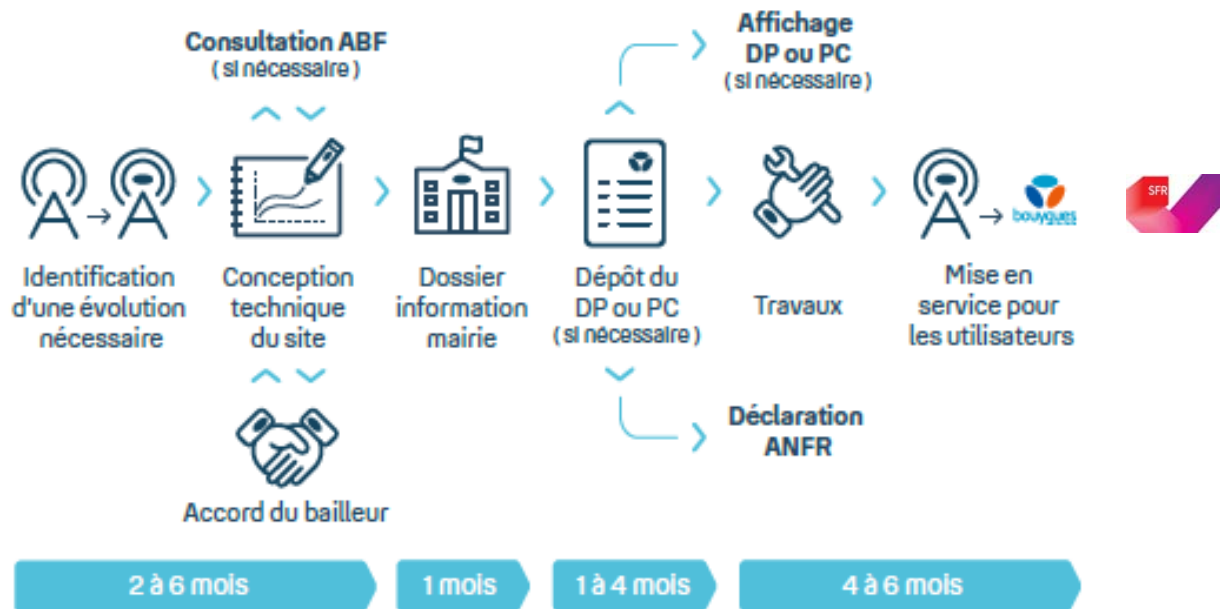 Consultation ABF
( si nécessaire )
Affichage
DP ou PC
( si nécessaire )
Identification
d'une évolution
nécessaire
Conception
technique
du site
Dossier
information
mairie
Dépôt du
DP ou PC
( si nécessaire )
Travaux
Mise en
service pour
les utilisateurs
bouygues
SFR
Accord du bailleur
Déclaration
ANFR
2 à 6 mois
1 mois
1 à 4 mois
4 à 6 mois